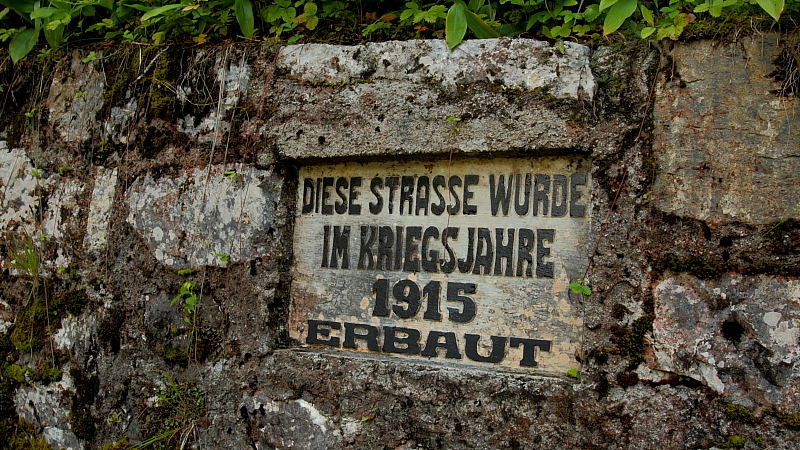 DIESE STRASSE WURDE
IM KRIEGSJAHRE
1915
ERBAUT